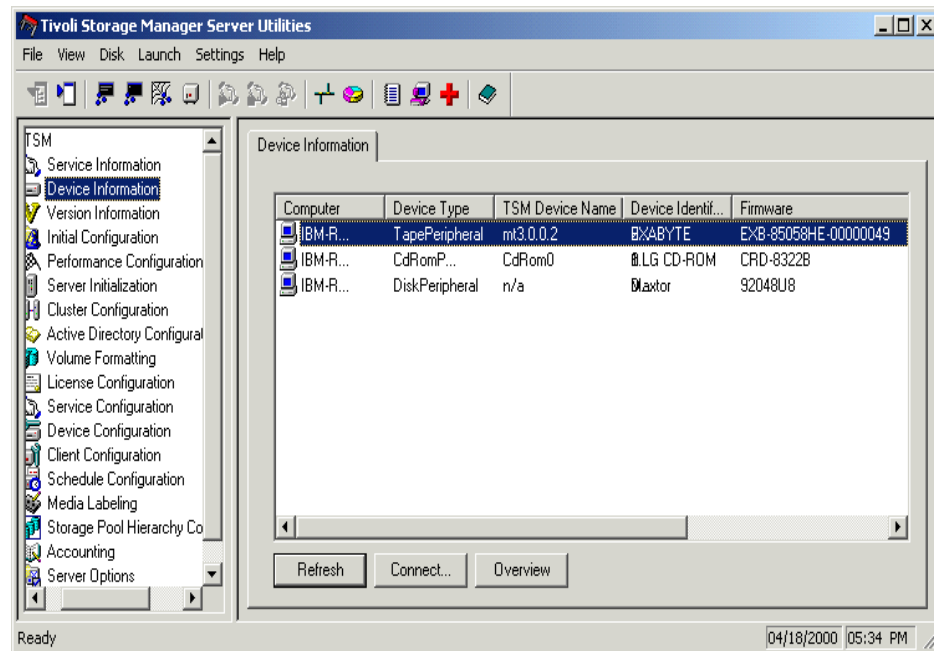 Tivoli Storage Manager Server Utilities
File View Disk Launch Settings Help
TSM
Service Information
Device Information
Version Information
Initial Configuration
Performance Configuration
Server Initialization
Cluster Configuration
Active Directory Configurat
Volume Formatting
License Configuration
Service Configuration
Device Configuration
Client Configuration
Schedule Configuration
Media Labeling
Storage Pool Hierarchy Co
Accounting
Server Options
Device Information
Computer Device Type TSM Device Name Device Identif... Firmware
IBM-R... TapePeripheral mt3.0.0.2 EXABYTE EXB-85058HE-00000049
IBM-R... CdRomP... CdRom0 LG CD-ROM CRD-8322B
IBM-R... DiskPeripheral n/a Maxtor 92048U8
Refresh Connect... Overview
Ready 04/18/2000 05:34 PM